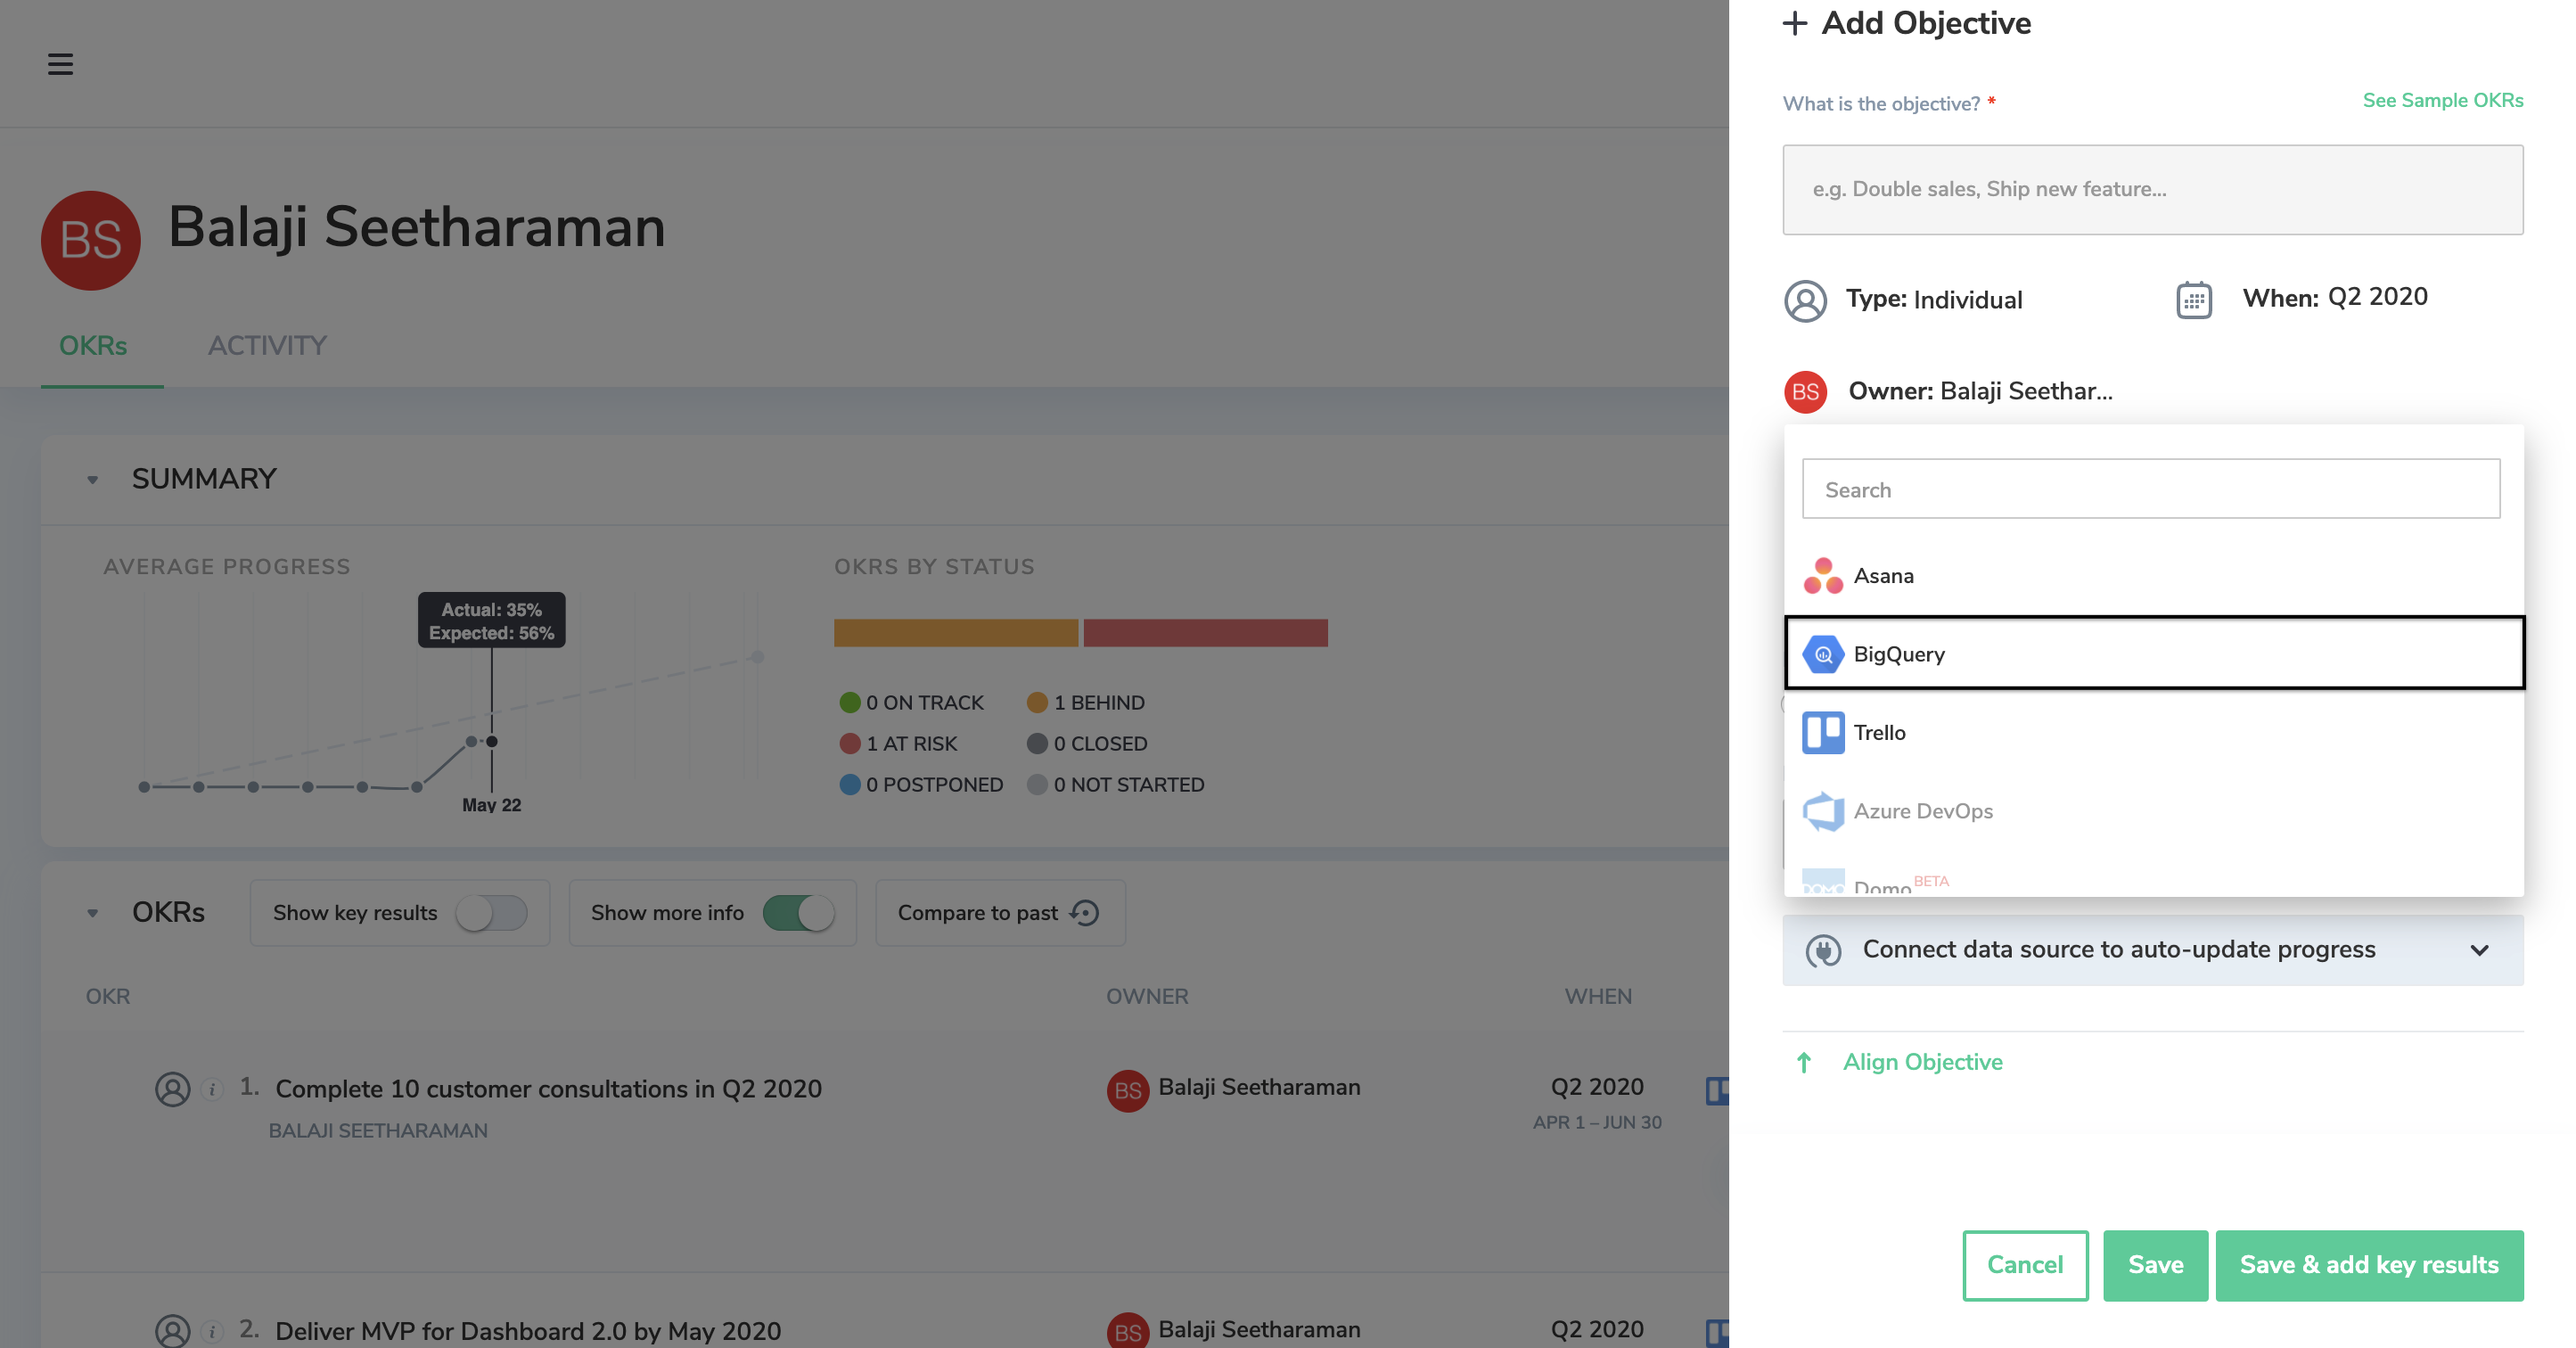 BS
Balaji Seetharaman
OKRs
ACTIVITY
SUMMARY
AVERAGE PROGRESS
Actual: 35%
Expected: 56%
May 22
OKRS BY STATUS
0 ON TRACK
1 BEHIND
1 AT RISK
0 CLOSED
0 POSTPONED
0 NOT STARTED
OKRs
Show key results
Show more info
Compare to past
OKR
OWNER
WHEN
i
1.
Complete 10 customer consultations in Q2 2020
BALAJI SEETHARAMAN
BS
Balaji Seetharaman
Q2 2020
APR 1 – JUN 30
i
2.
Deliver MVP for Dashboard 2.0 by May 2020
BS
Balaji Seetharaman
Q2 2020
+ Add Objective
What is the objective? *
See Sample OKRs
e.g. Double sales, Ship new feature...
Type: Individual
When: Q2 2020
BS
Owner: Balaji Seethar...
Search
Asana
BigQuery
Trello
Azure DevOps
DOMO
Domo BETA
Connect data source to auto-update progress
Align Objective
Cancel
Save
Save & add key results